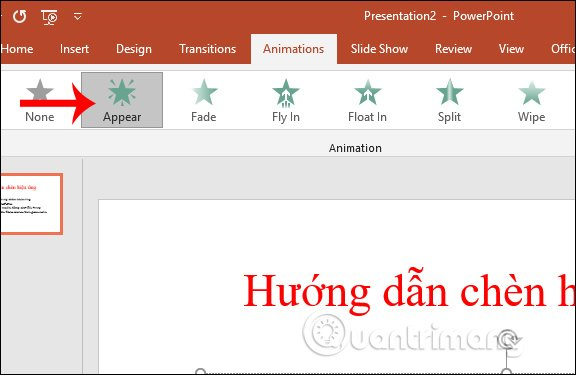 Presentation2 - PowerPoint
Home Insert Design Transitions Animations Slide Show Review View Offic
None Appear Fade Fly In Float In Split Wipe
Animation
Hướng dẫn chèn h
Quantrimang